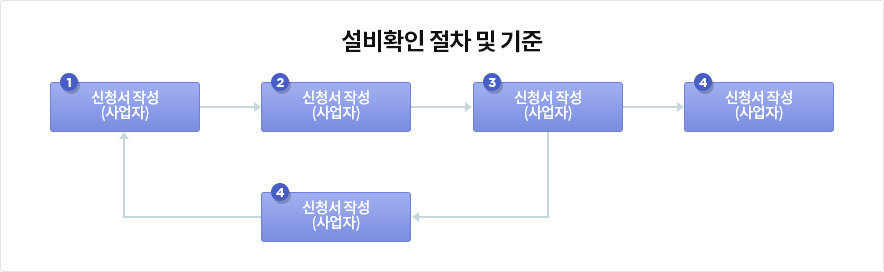 설비확인 절차 및 기준
1
신청서 작성
(사업자)
2
신청서 작성
(사업자)
3
신청서 작성
(사업자)
4
신청서 작성
(사업자)
4
신청서 작성
(사업자)